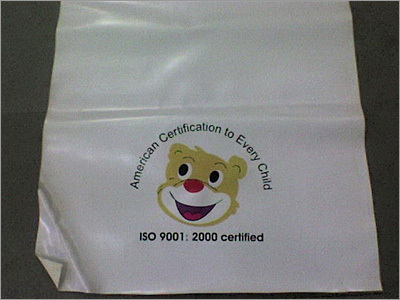 American Certification to Every Child
ISO 9001: 2000 certified